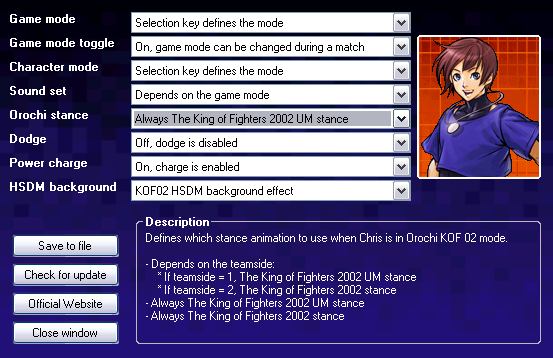 Game mode
Selection key defines the mode
Game mode toggle
On, game mode can be changed during a match
Character mode
Selection key defines the mode
Sound set
Depends on the game mode
Orochi stance
Always The King of Fighters 2002 UM stance
Dodge
Off, dodge is disabled
Power charge
On, charge is enabled
HSDM background
KOF02 HSDM background effect
Save to file
Check for update
Official Website
Close window
Description
Defines which stance animation to use when Chris is in Orochi KOF 02 mode.
- Depends on the teamside:
* If teamside = 1, The King of Fighters 2002 UM stance
* If teamside = 2, The King of Fighters 2002 stance
- Always The King of Fighters 2002 UM stance
- Always The King of Fighters 2002 stance